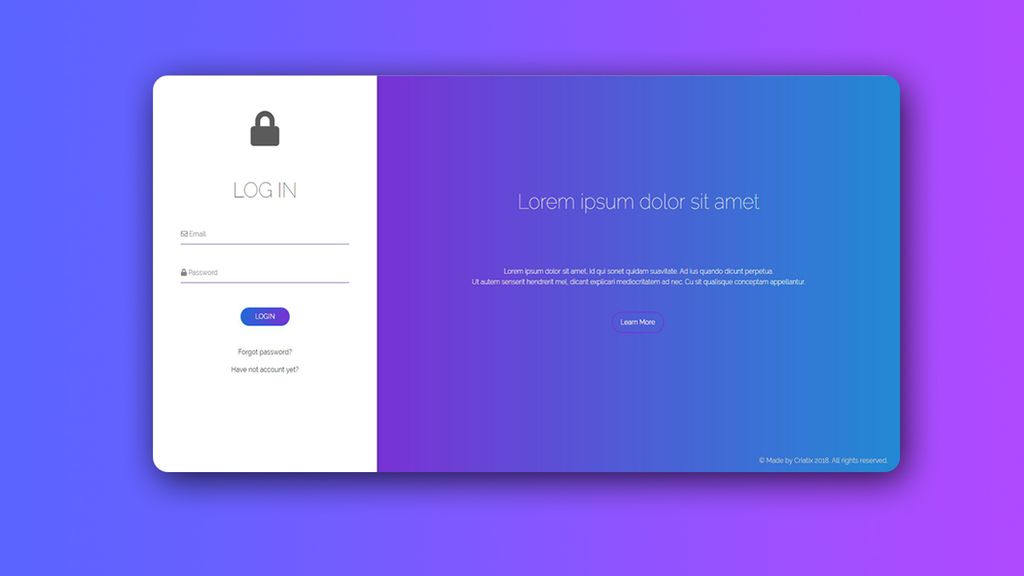 LOG IN
Email
Password
LOGIN
Forgot password?
Have not account yet?
Lorem ipsum dolor sit amet
Lorem ipsum dolor sit amet, id qui sonet quidam suavitate. Ad ius quando dicunt perpetua.
Ut autem senserit hendrerit mei, dicant explicari mediocritatem ad nec. Cu sit qualisque conceptam appellantur.
Learn More
© Made by Criatix 2018. All rights reserved.